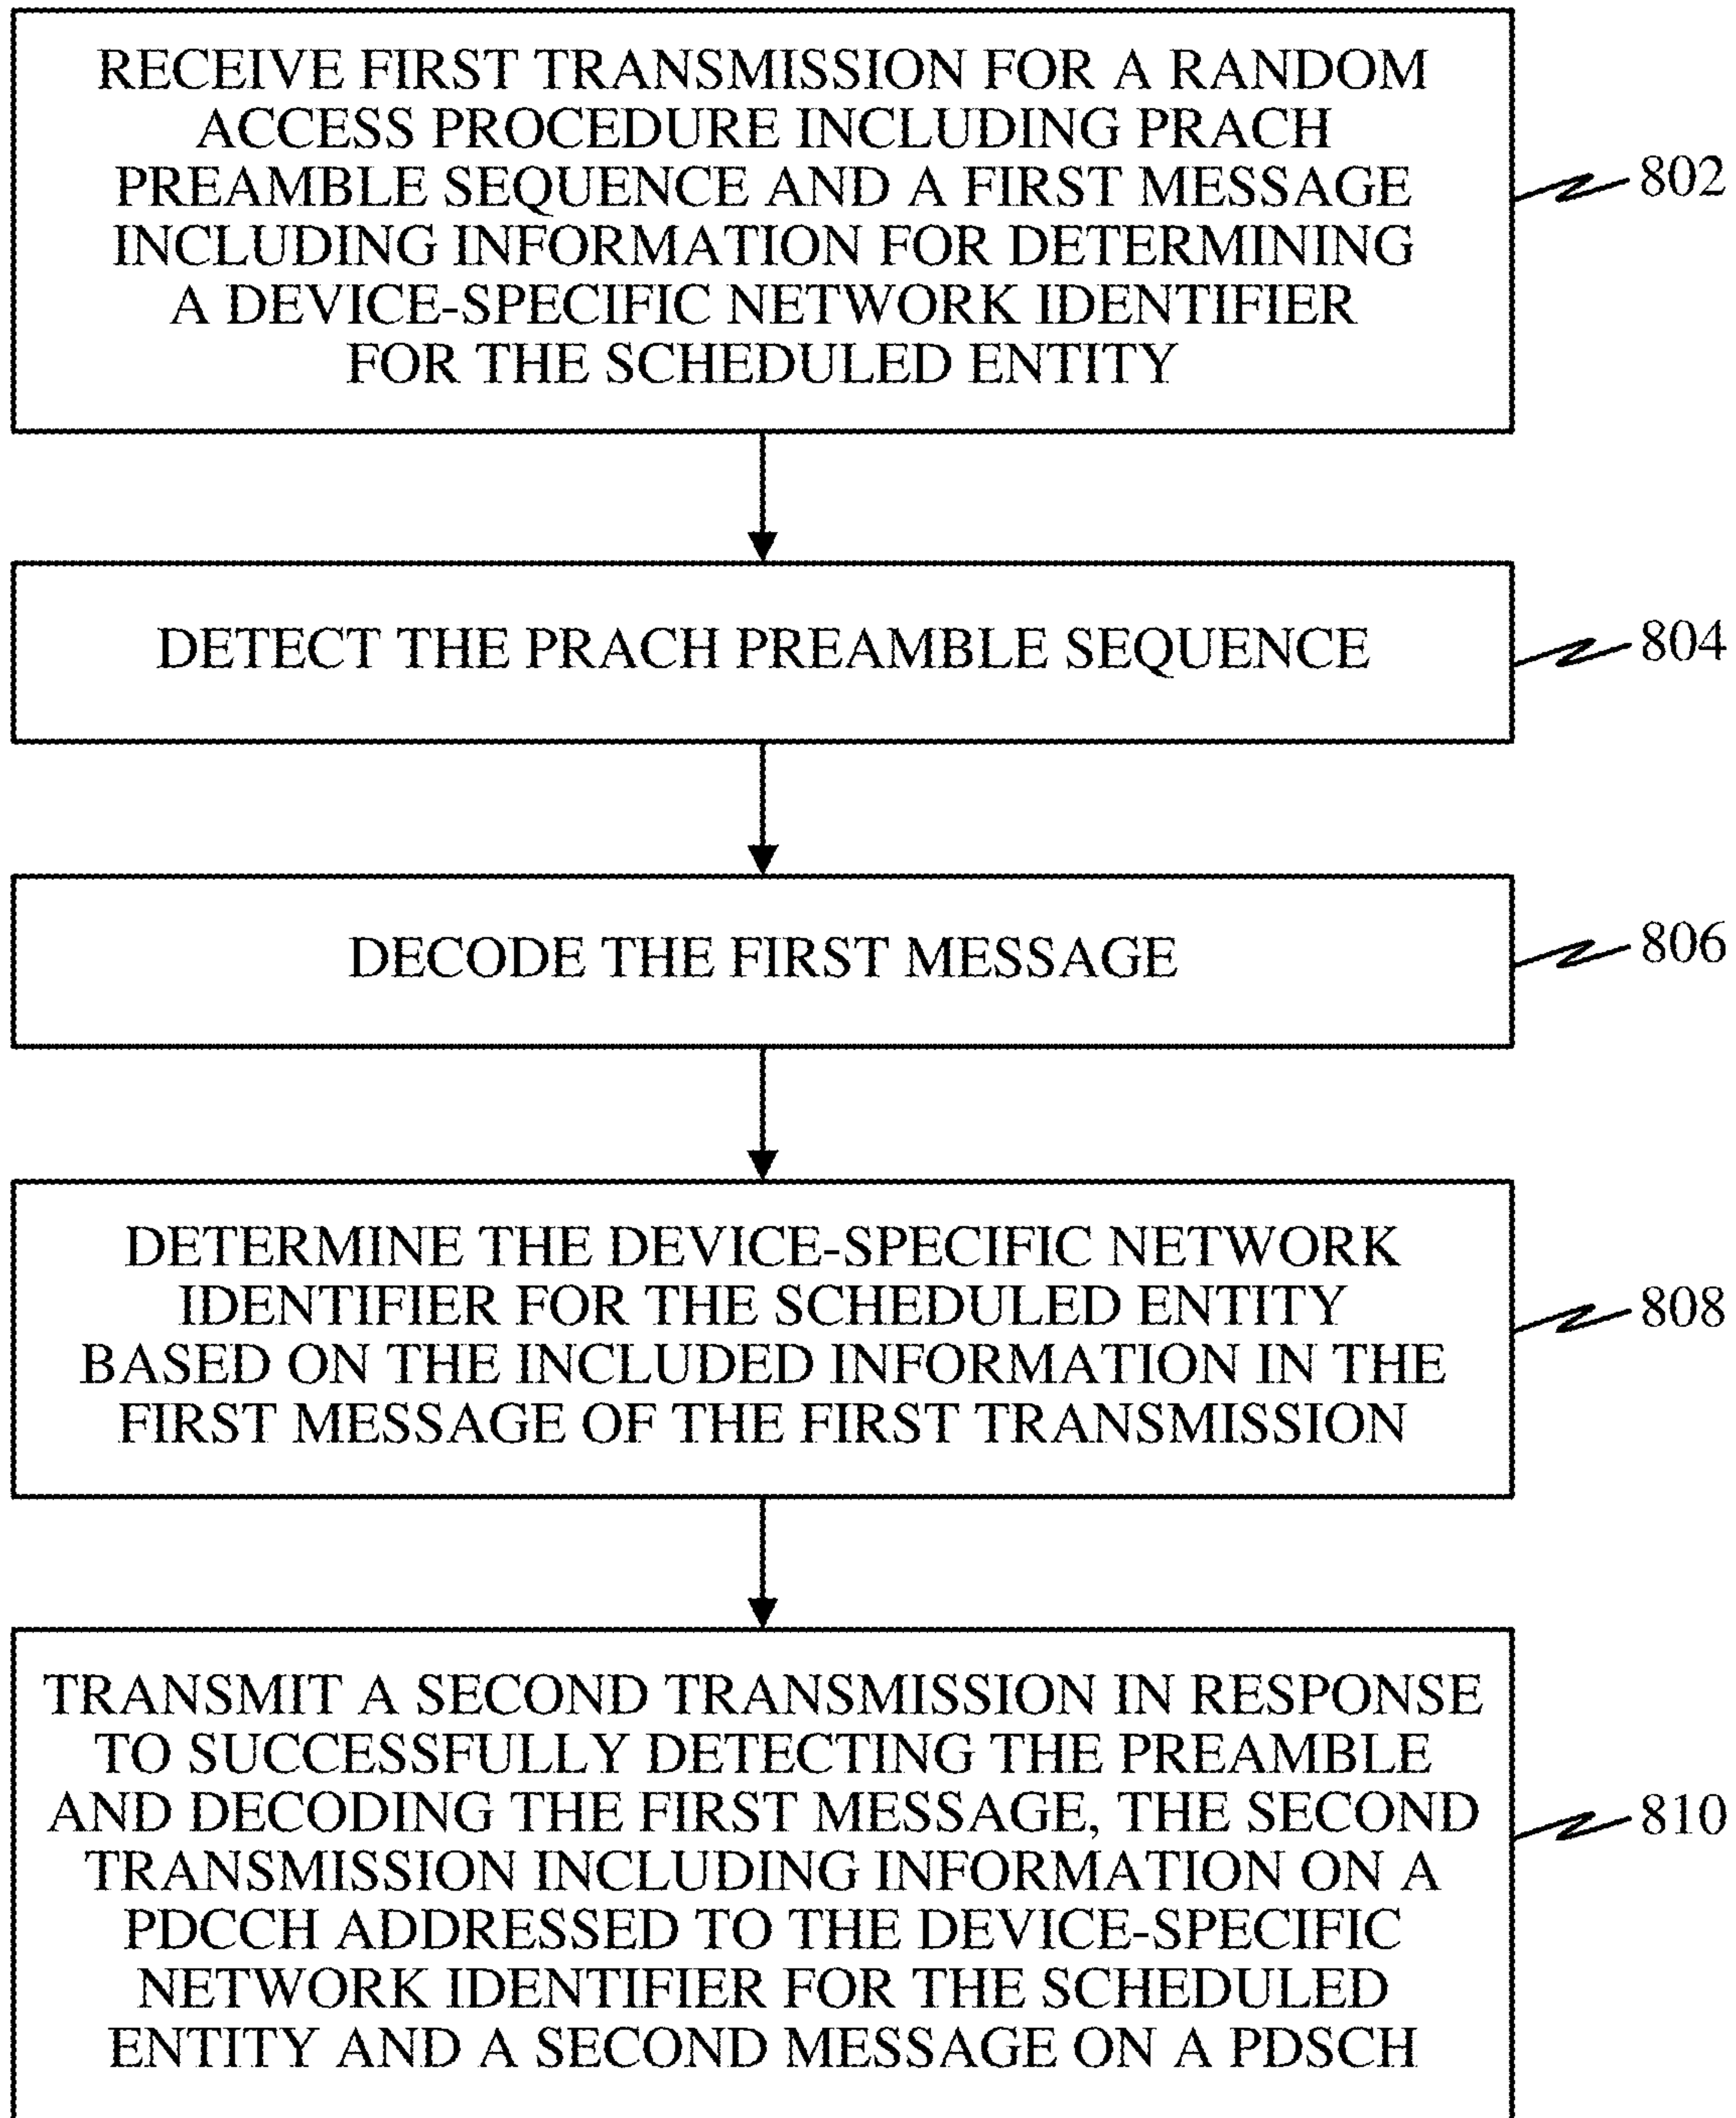 RECEIVE FIRST TRANSMISSION FOR A RANDOM
ACCESS PROCEDURE INCLUDING PRACH
PREAMBLE SEQUENCE AND A FIRST MESSAGE
INCLUDING INFORMATION FOR DETERMINING
A DEVICE-SPECIFIC NETWORK IDENTIFIER
FOR THE SCHEDULED ENTITY
802
DETECT THE PRACH PREAMBLE SEQUENCE
804
DECODE THE FIRST MESSAGE
806
DETERMINE THE DEVICE-SPECIFIC NETWORK
IDENTIFIER FOR THE SCHEDULED ENTITY
BASED ON THE INCLUDED INFORMATION IN THE
FIRST MESSAGE OF THE FIRST TRANSMISSION
808
TRANSMIT A SECOND TRANSMISSION IN RESPONSE
TO SUCCESSFULLY DETECTING THE PREAMBLE
AND DECODING THE FIRST MESSAGE, THE SECOND
TRANSMISSION INCLUDING INFORMATION ON A
PDCCH ADDRESSED TO THE DEVICE-SPECIFIC
NETWORK IDENTIFIER FOR THE SCHEDULED
ENTITY AND A SECOND MESSAGE ON A PDSCH
810